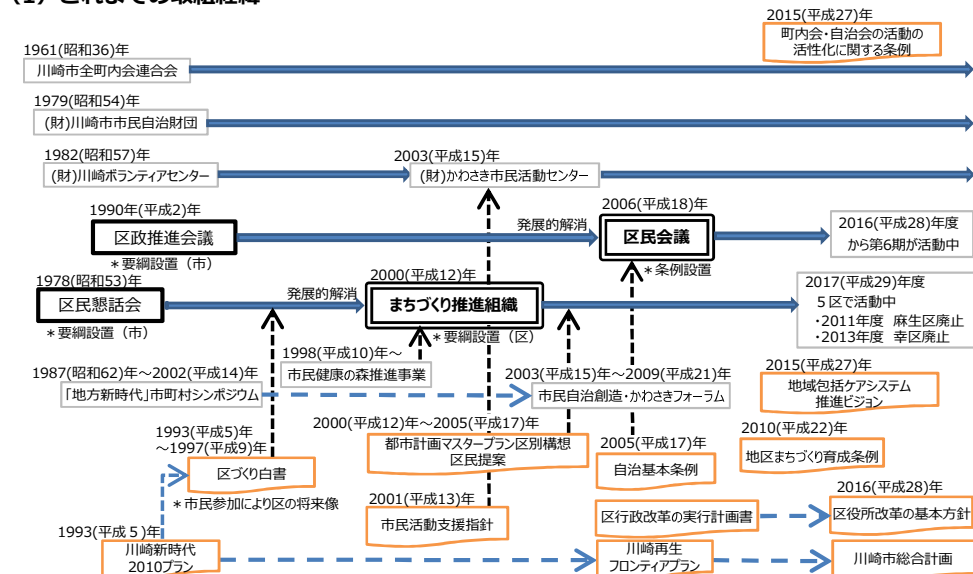 (1) これまでの取組経緯
2015(平成27)年
町内会・自治会の活動の
活性化に関する条例
1961(昭和36)年
川崎市全町内会連合会
1979(昭和54)年
(財)川崎市市民自治財団
1982(昭和57)年
(財)川崎ボランティアセンター
2003(平成15)年
(財)かわさき市民活動センター
1990年(平成2)年
区政推進会議
*要綱設置（市）
発展的解消
2006(平成18)年
区民会議
*条例設置
2016(平成28)年度
から第6期が活動中
1978(昭和53)年
区民懇話会
*要綱設置（市）
発展的解消
2000(平成12)年
まちづくり推進組織
*要綱設置（区）
2017(平成29)年度
５区で活動中
・2011年度 麻生区廃止
・2013年度 幸区廃止
1998(平成10)年～
市民健康の森推進事業
1987(昭和62)年～2002(平成14)年
「地方新時代」市町村シンポジウム
2003(平成15)年～2009(平成21)年
市民自治創造・かわさきフォーラム
2015(平成27)年
地域包括ケアシステム
推進ビジョン
1993(平成5)年
～1997(平成9)年
区づくり白書
*市民参加により区の将来像
2000(平成12)年～2005(平成17)年
都市計画マスタープラン区別構想
区民提案
2005(平成17)年
自治基本条例
2010(平成22)年
地区まちづくり育成条例
2001(平成13)年
市民活動支援指針
区行政改革の実行計画書
2016(平成28)年
区役所改革の基本方針
1993(平成５)年
川崎新時代
2010プラン
川崎再生
フロンティアプラン
川崎市総合計画